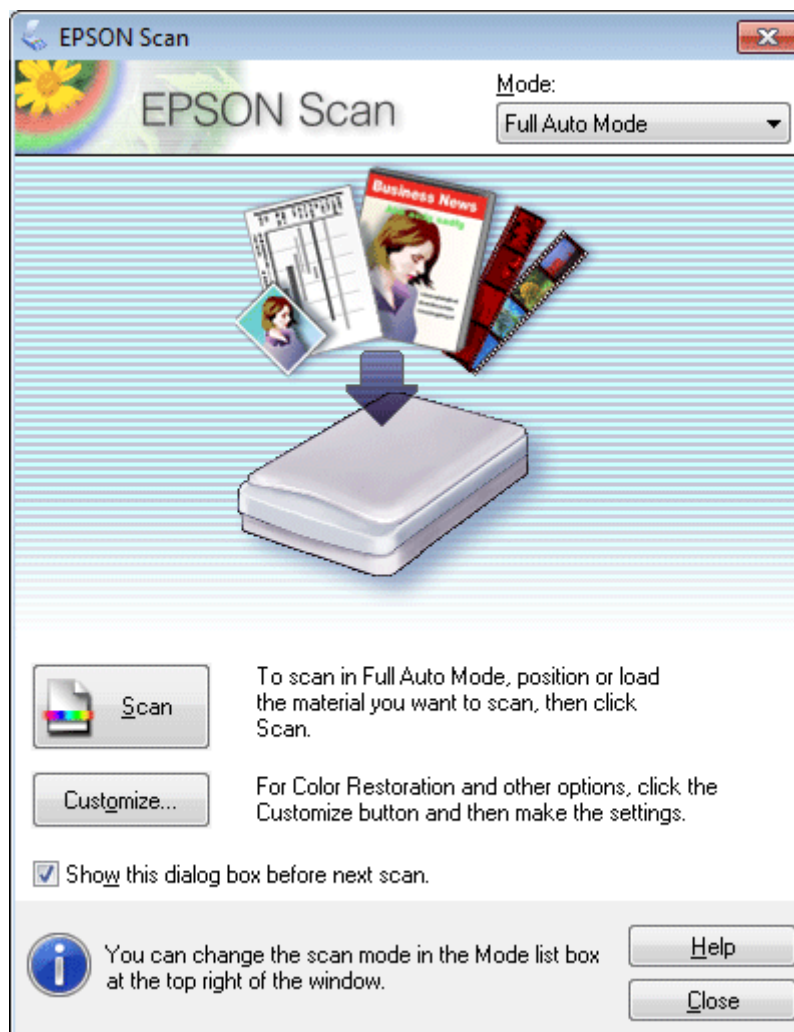 EPSON Scan
EPSON Scan
Mode:
Full Auto Mode
Business News
Scan
To scan in Full Auto Mode, position or load
the material you want to scan, then click
Scan.
Customize...
For Color Restoration and other options, click the
Customize button and then make the settings.
Show this dialog box before next scan.
You can change the scan mode in the Mode list box
at the top right of the window.
Help
Close